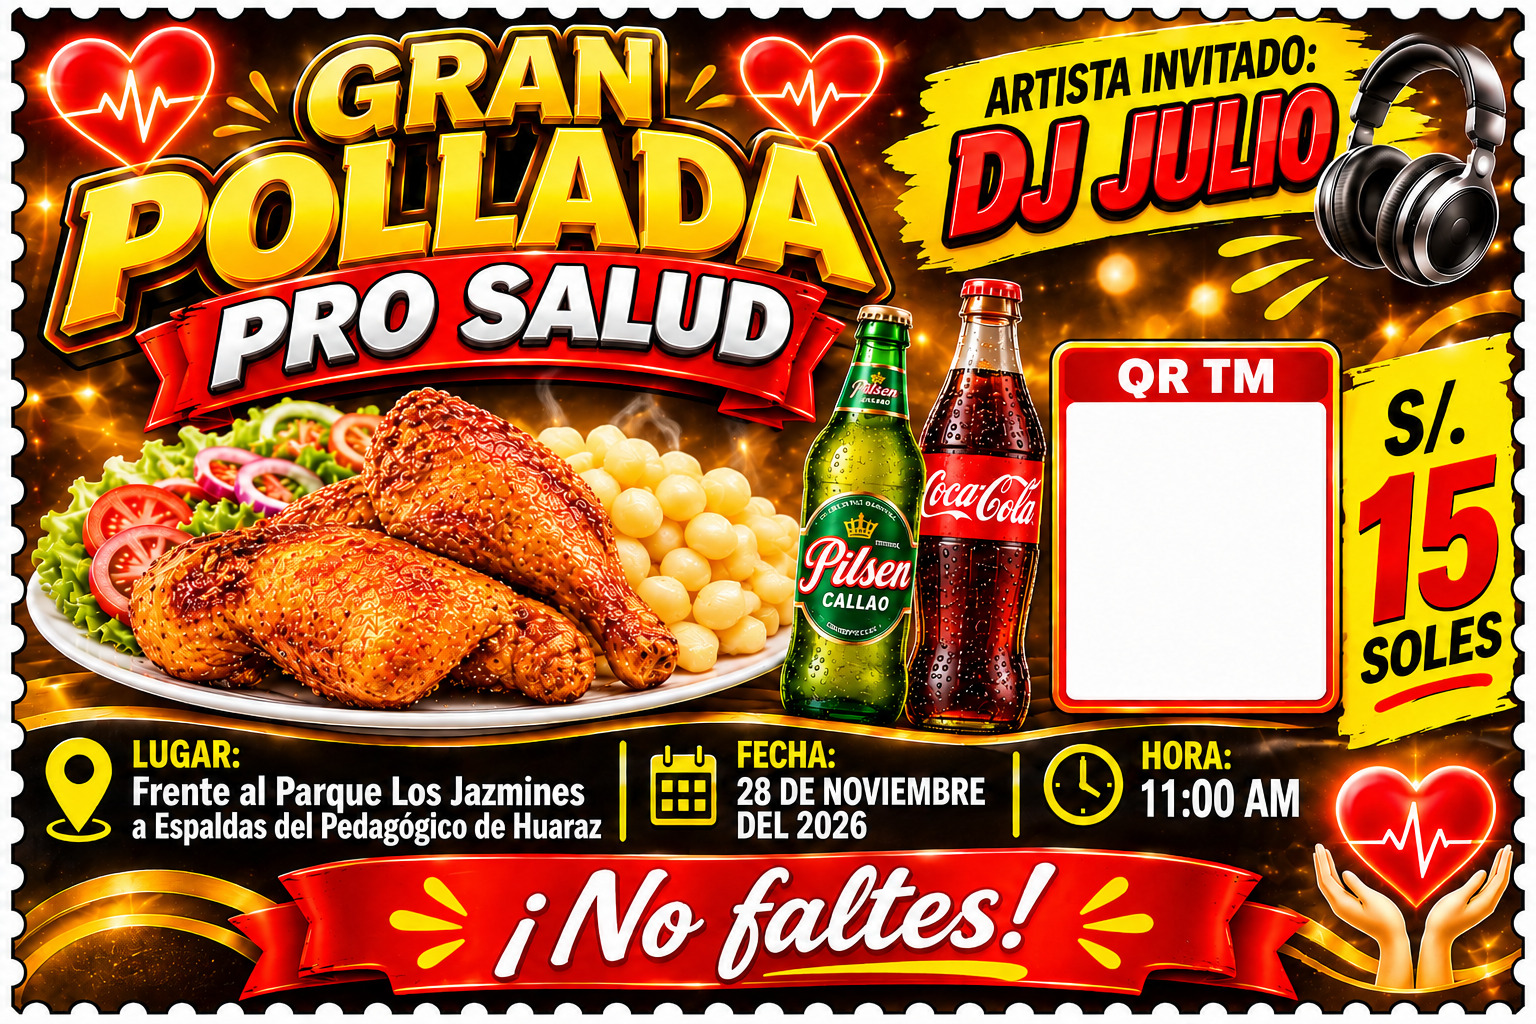 GRAN
POLLADA
PRO SALUD
ARTISTA INVITADO:
DJ JULIO
Pilsen
CALLAO
Pilsen
CALLAO
Coca-Cola
QR TM
S/.
15
SOLES
LUGAR:
Frente al Parque Los Jazmines
a Espaldas del Pedagógico de Huaraz
FECHA:
28 DE NOVIEMBRE
DEL 2026
HORA:
11:00 AM
¡No faltes!